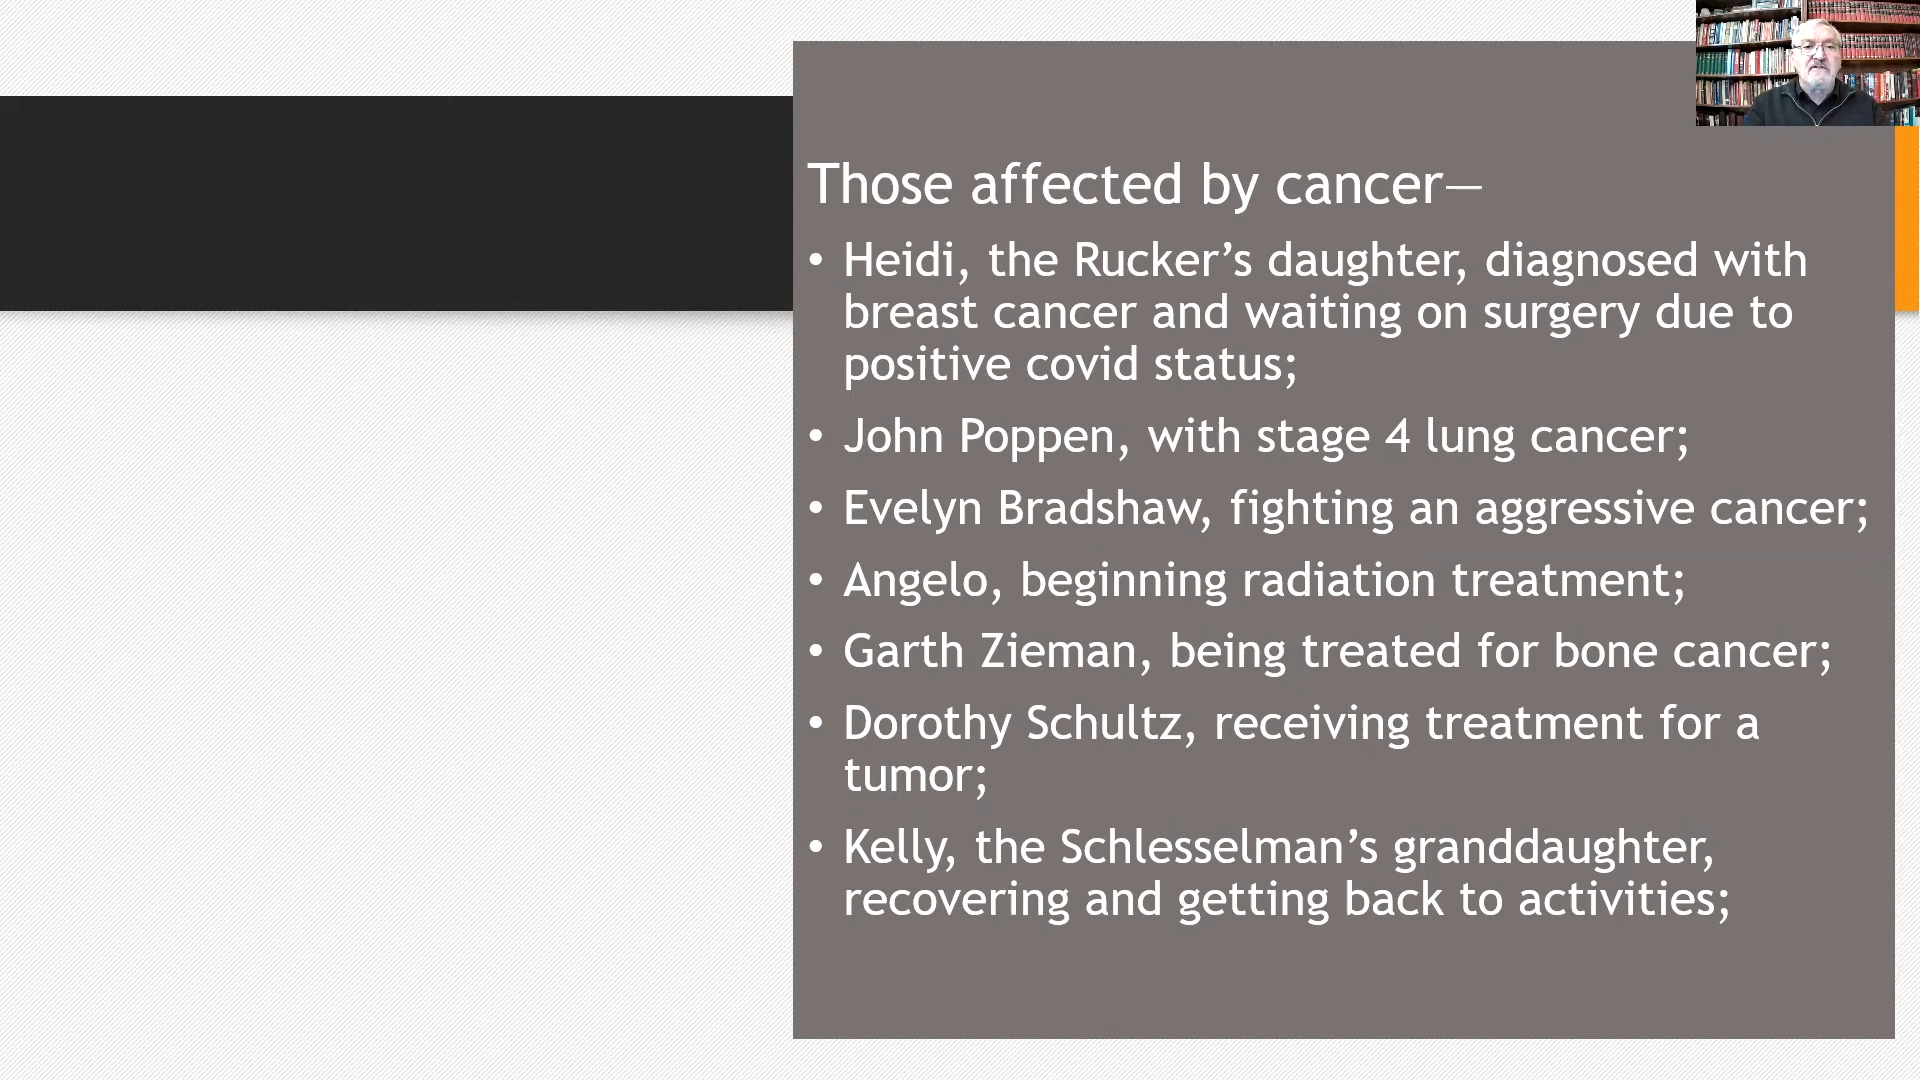 Those affected by cancer—
• Heidi, the Rucker’s daughter, diagnosed with
breast cancer and waiting on surgery due to
positive covid status;
• John Poppen, with stage 4 lung cancer;
• Evelyn Bradshaw, fighting an aggressive cancer;
• Angelo, beginning radiation treatment;
• Garth Zieman, being treated for bone cancer;
• Dorothy Schultz, receiving treatment for a
tumor;
• Kelly, the Schlesselman’s granddaughter,
recovering and getting back to activities;